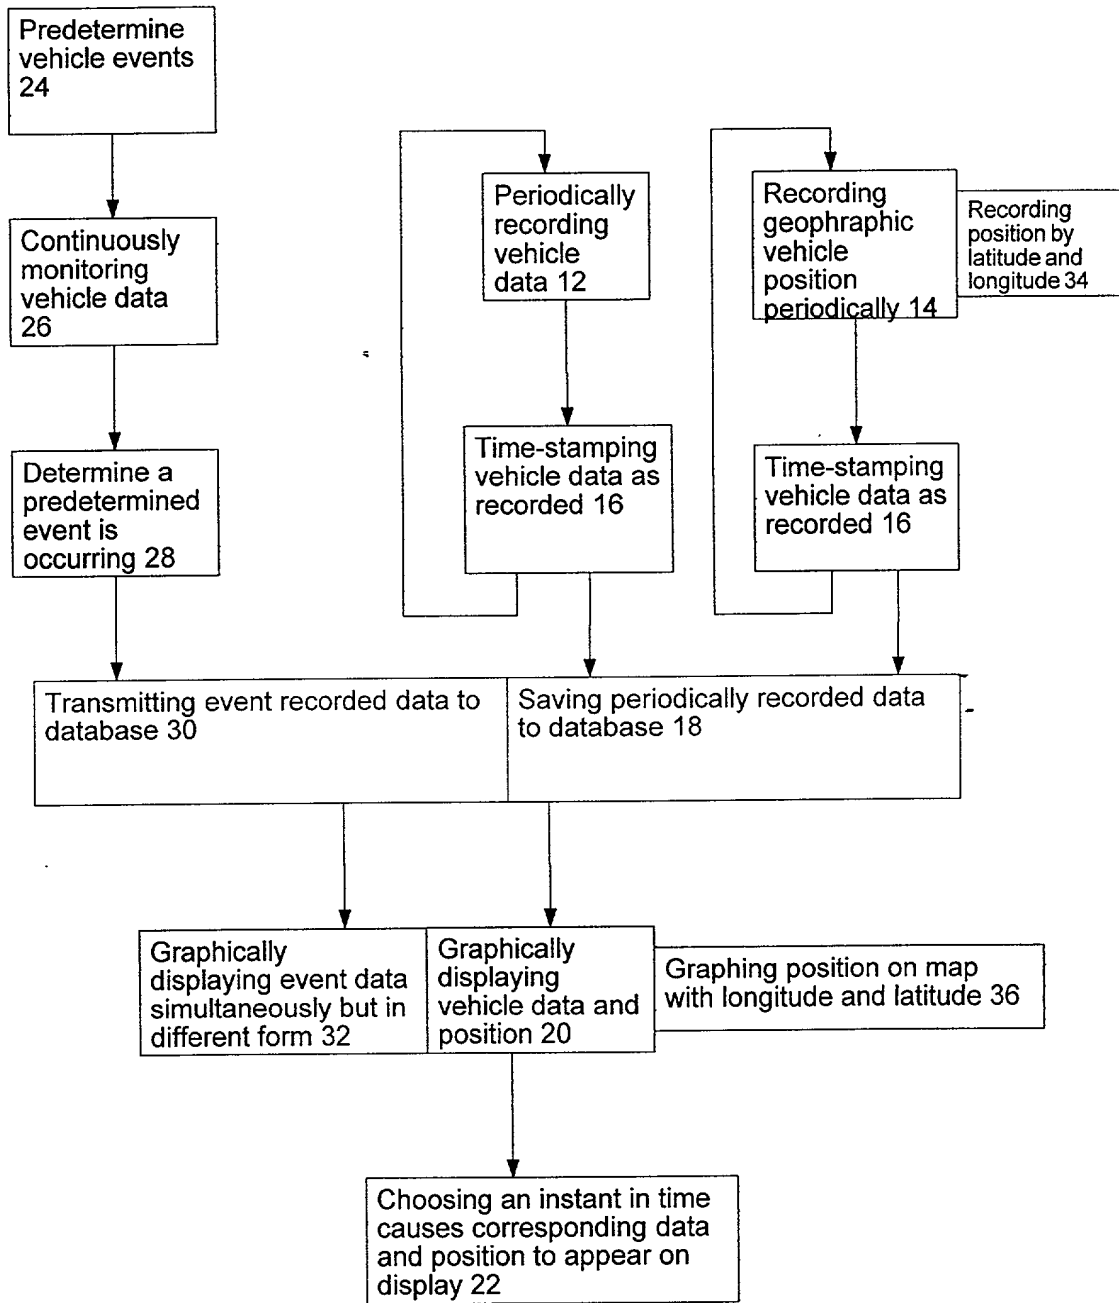 Predetermine
vehicle events
24
Continuously
monitoring
vehicle data
26
Determine a
predetermined
event is
occurring 28
Periodically
recording
vehicle
data 12
Time-stamping
vehicle data as
recorded 16
Recording
geophraphic
vehicle
position
periodically 14
Recording
position by
latitude and
longitude 34
Time-stamping
vehicle data as
recorded 16
Transmitting event recorded data to
database 30
Saving periodically recorded data
to database 18
Graphically
displaying event data
simultaneously but in
different form 32
Graphically
displaying
vehicle data and
position 20
Graphing position on map
with longitude and latitude 36
Choosing an instant in time
causes corresponding data
and position to appear on
display 22